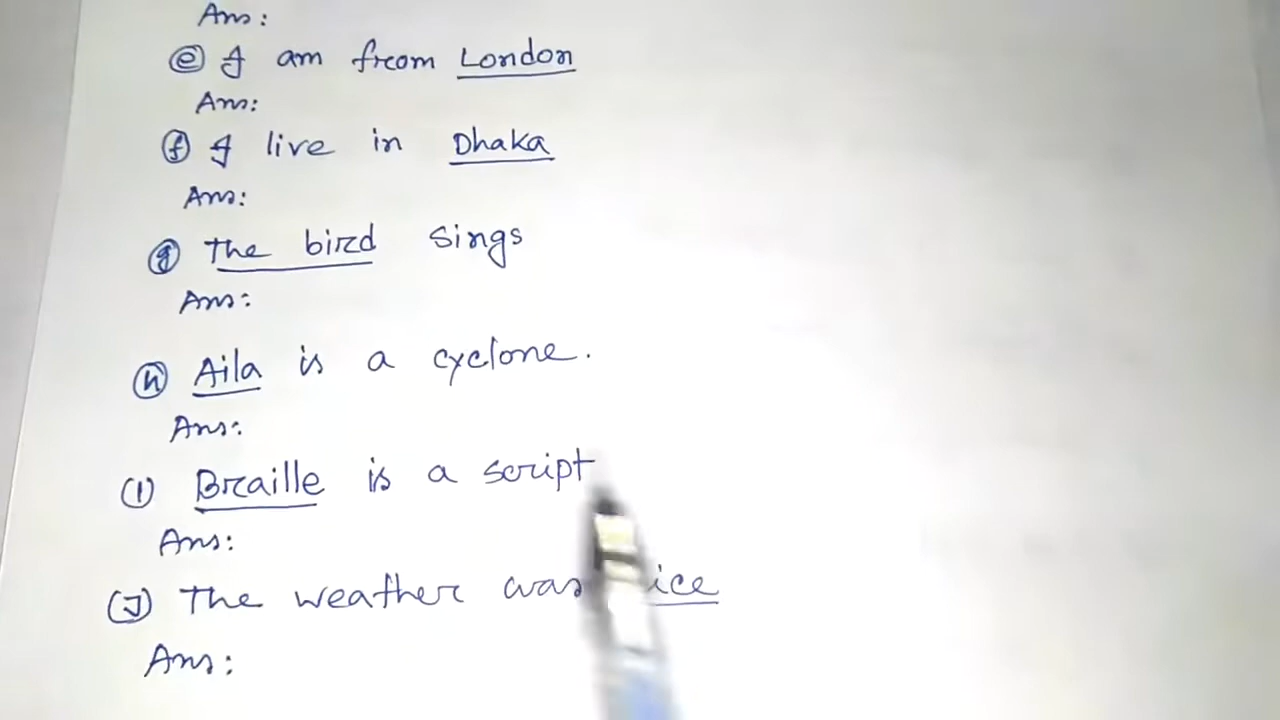 Ans:
(e) I am from London
Ans:
(f) I live in Dhaka
Ans:
(g) The bird sings
Ans:
(h) Aila is a cyclone.
Ans:
(i) Braille is a script
Ans:
(J) The weather was ice
Ans: